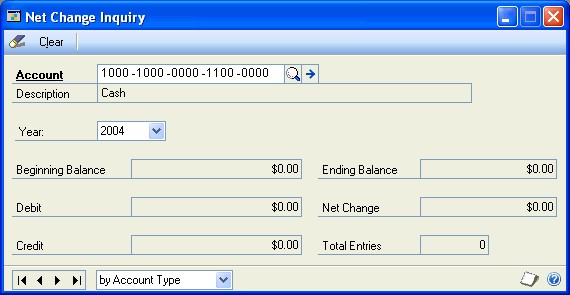 Net Change Inquiry
Clear
Account 1000 -1000 -0000 -1100 -0000
Description Cash
Year: 2004
Beginning Balance $0.00 Ending Balance $0.00
Debit $0.00 Net Change $0.00
Credit $0.00 Total Entries 0
by Account Type